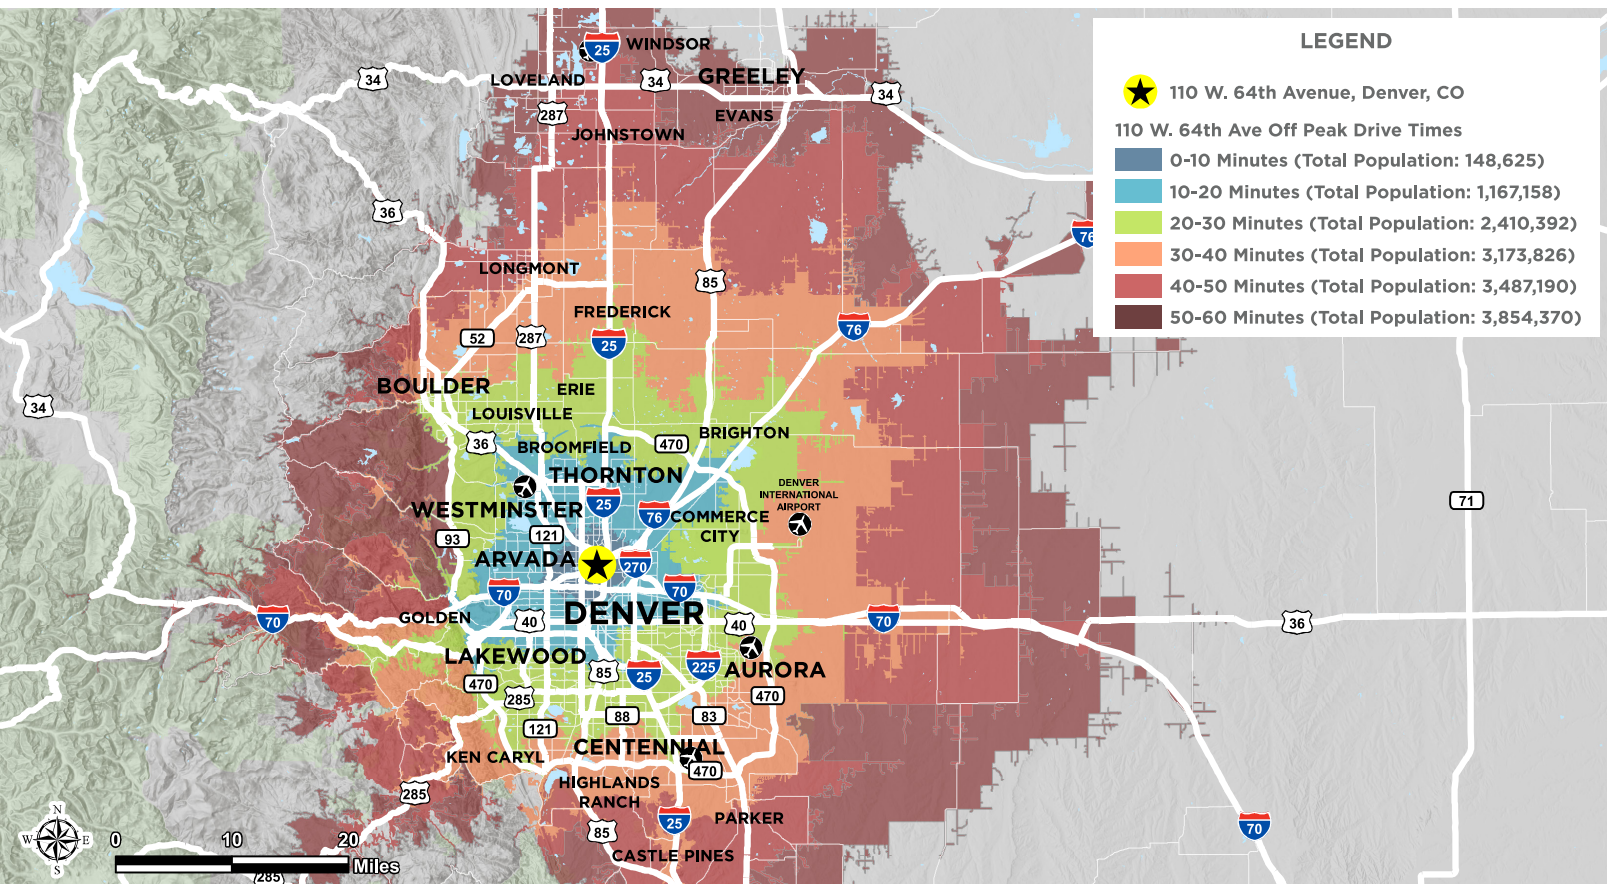 LEGEND
110 W. 64th Avenue, Denver, CO
110 W. 64th Ave Off Peak Drive Times
0-10 Minutes (Total Population: 148,625)
10-20 Minutes (Total Population: 1,167,158)
20-30 Minutes (Total Population: 2,410,392)
30-40 Minutes (Total Population: 3,173,826)
40-50 Minutes (Total Population: 3,487,190)
50-60 Minutes (Total Population: 3,854,370)
25
WINDSOR
34
LOVELAND
34
GREELEY
34
287
EVANS
JOHNSTOWN
36
76
LONGMONT
85
FREDERICK
76
52
287
25
BOULDER
ERIE
34
LOUISVILLE
36
BROOMFIELD
470
BRIGHTON
THORNTON
DENVER
INTERNATIONAL
AIRPORT
71
WESTMINSTER
25
76
COMMERCE
CITY
93
121
ARVADA
270
70
70
GOLDEN
DENVER
70
40
40
70
36
LAKEWOOD
85
25
225
AURORA
470
285
470
88
83
121
CENTENNIAL
KEN CARYL
470
285
HIGHLANDS
RANCH
85
25
PARKER
70
CASTLE PINES
N
W
E
S
0
10
20
Miles
285